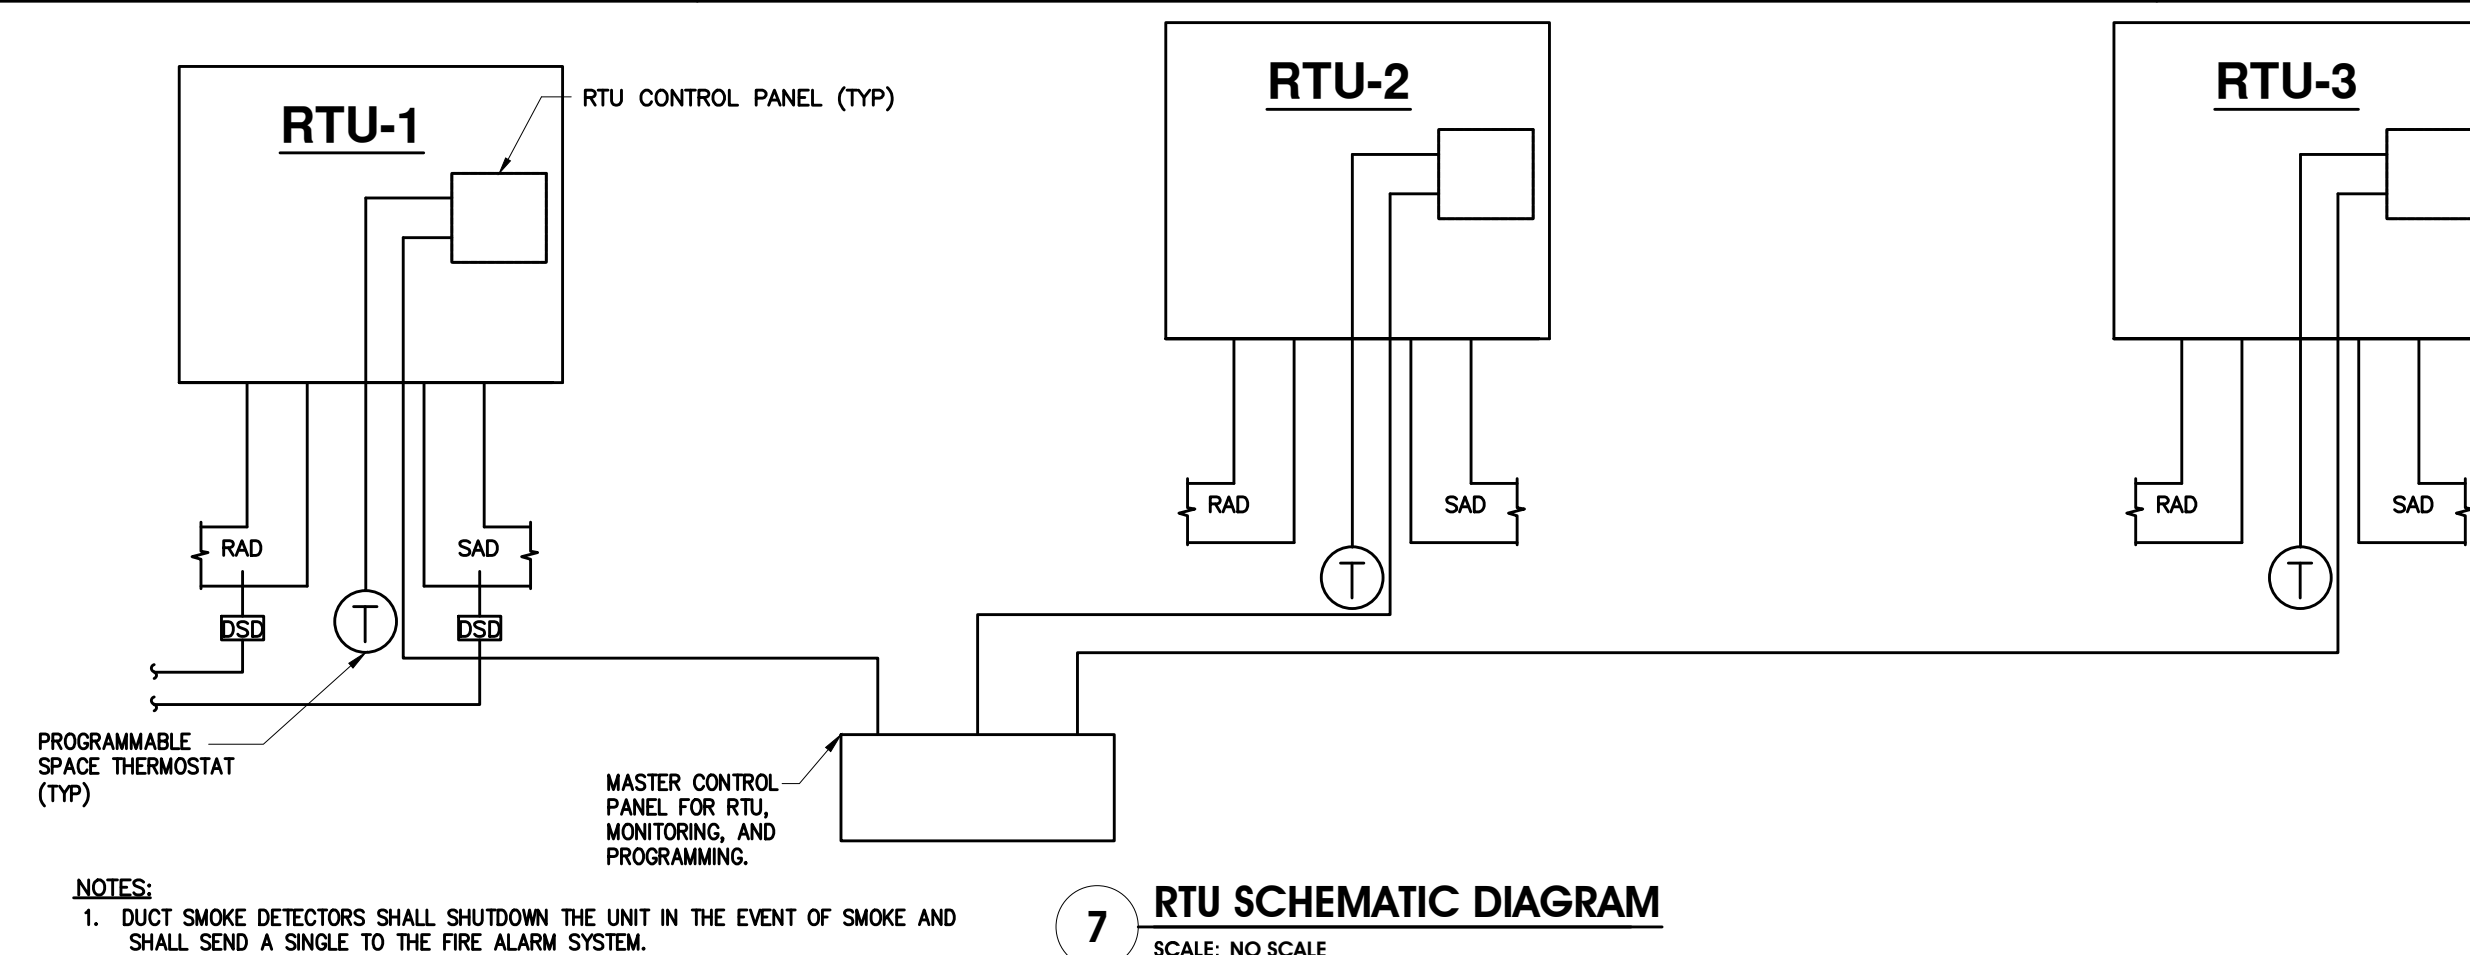 RTU-1
RTU CONTROL PANEL (TYP)
RTU-2
RTU-3
RAD
SAD
DSD
T
DSD
RAD
SAD
T
RAD
SAD
T
PROGRAMMABLE
SPACE THERMOSTAT
(TYP)
MASTER CONTROL
PANEL FOR RTU,
MONITORING, AND
PROGRAMMING.
NOTES:
1. DUCT SMOKE DETECTORS SHALL SHUTDOWN THE UNIT IN THE EVENT OF SMOKE AND
SHALL SEND A SINGLE TO THE FIRE ALARM SYSTEM.
7
RTU SCHEMATIC DIAGRAM
SCALE: NO SCALE